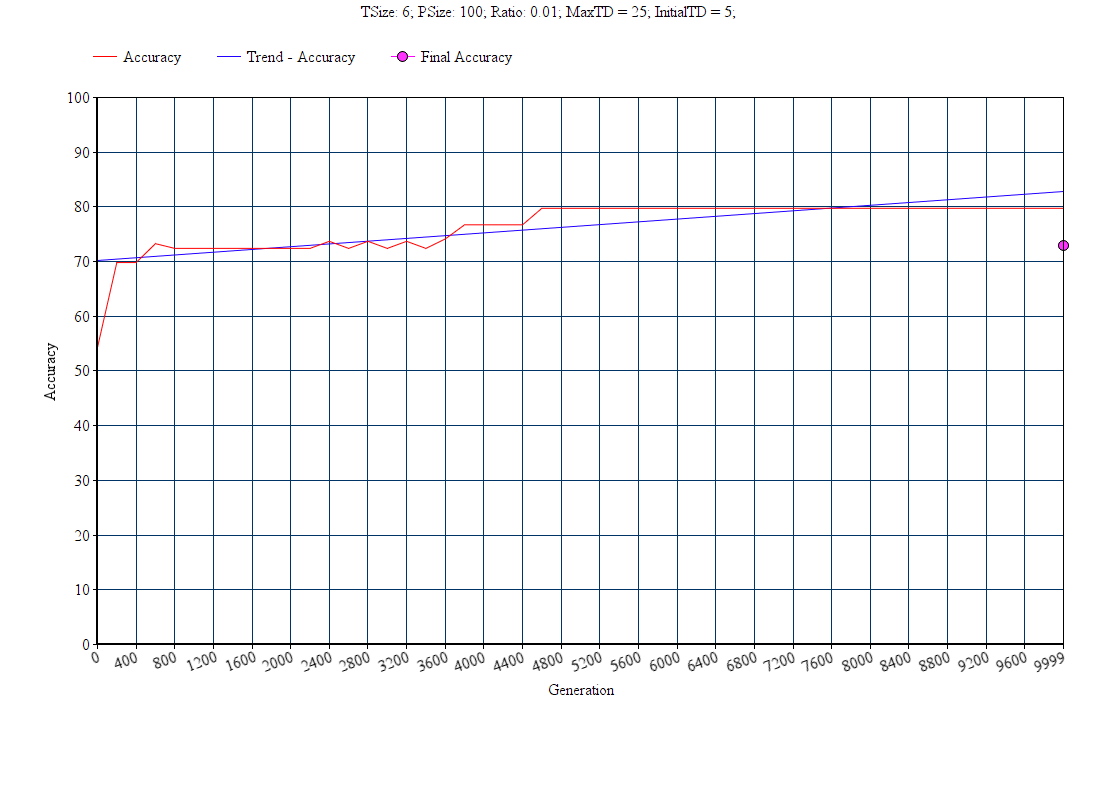 TSize: 6; PSize: 100; Ratio: 0.01; MaxTD = 25; InitialTD = 5;
Accuracy Trend - Accuracy Final Accuracy
100
90
80
70
60
50
40
30
20
10
0
Accuracy
0 400 800 1200 1600 2000 2400 2800 3200 3600 4000 4400 4800 5200 5600 6000 6400 6800 7200 7600 8000 8400 8800 9200 9600 9999
Generation